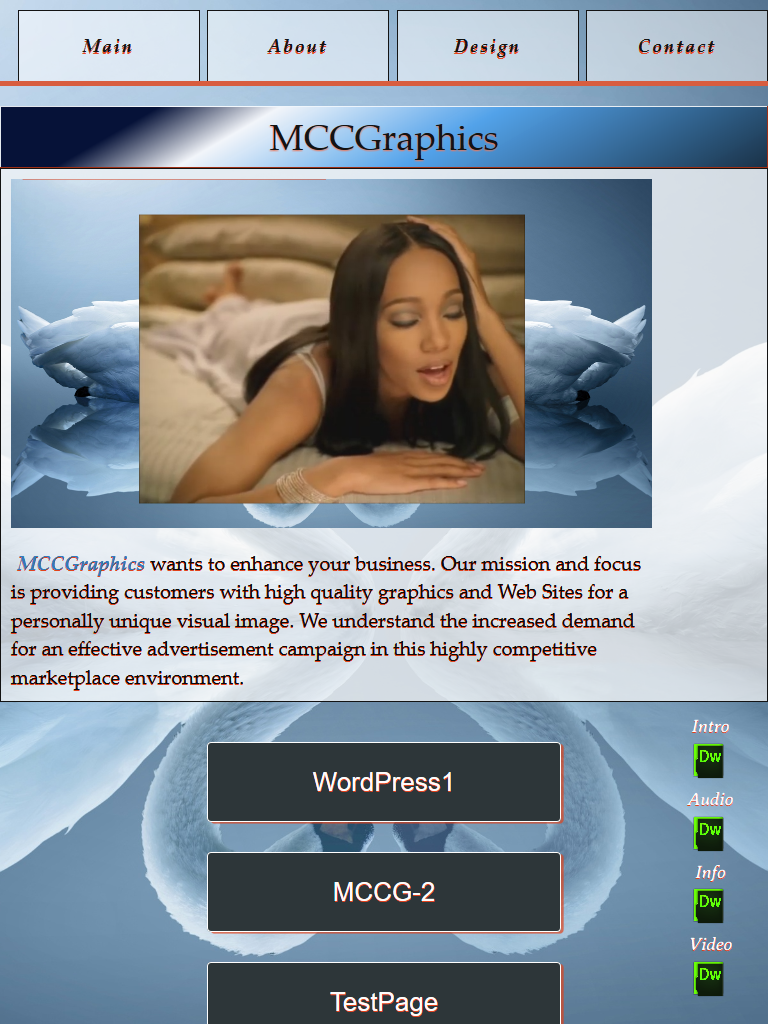 Main
About
Design
Contact
MCCGraphics
MCCGraphics wants to enhance your business. Our mission and focus
is providing customers with high quality graphics and Web Sites for a
personally unique visual image. We understand the increased demand
for an effective advertisement campaign in this highly competitive
marketplace environment.
Intro
Dw
WordPress1
Audio
Dw
Info
Dw
MCCG-2
Video
Dw
TestPage